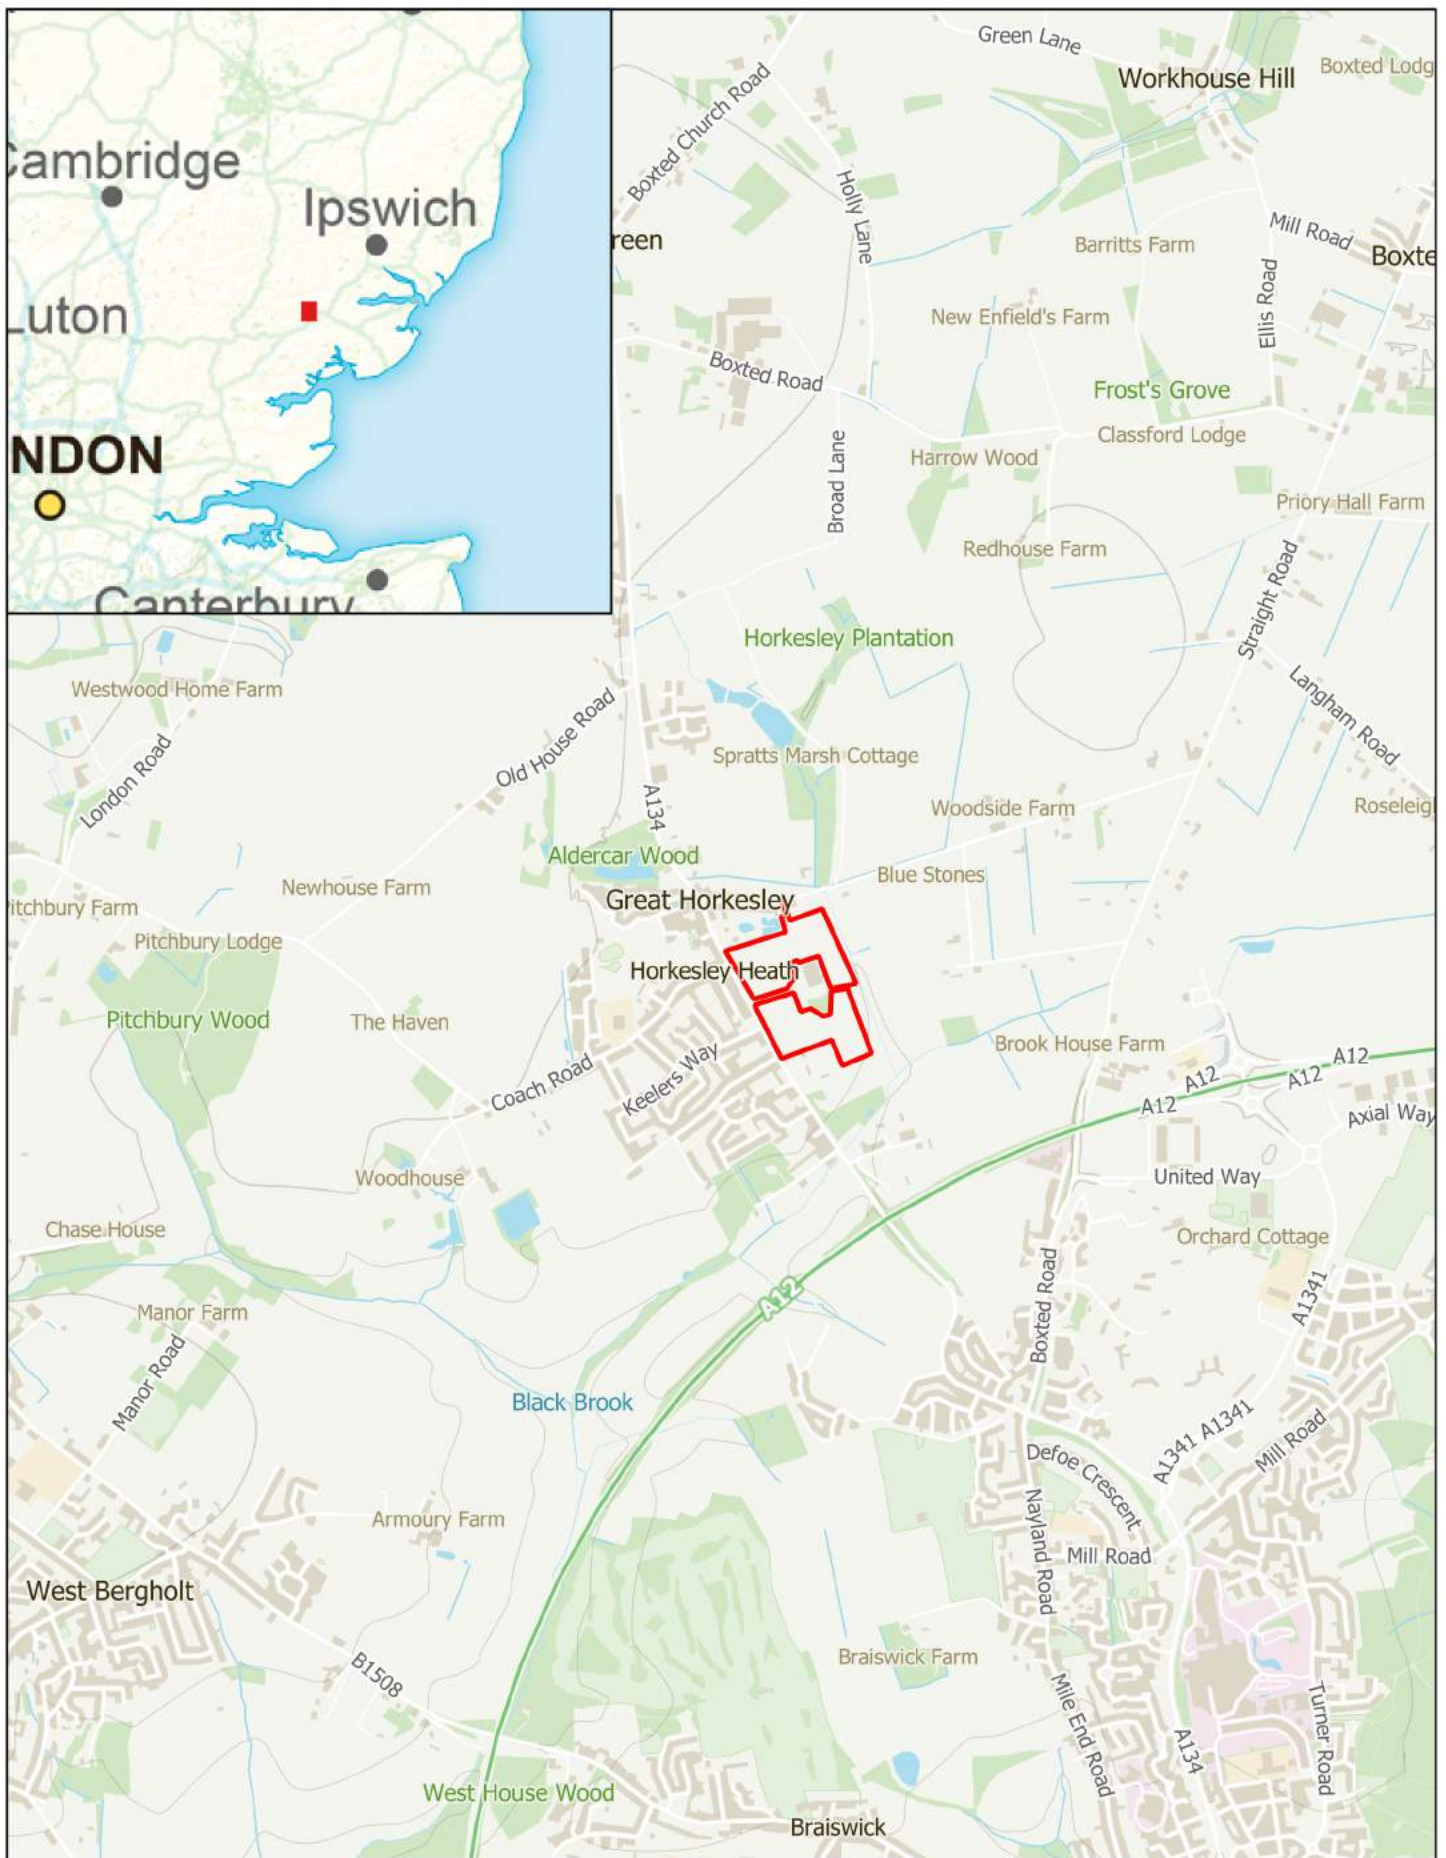 Cambridge
Ipswich
Luton
NDON
Canterbury
Green Lane
Workhouse Hill
Boxted Lodg
Boxted Church Road
Holly Lane
reen
Mill Road
Barritts Farm
Boxte
Ellis Road
New Enfield's Farm
Boxted Road
Frost's Grove
Classford Lodge
Broad Lane
Harrow Wood
Priory Hall Farm
Redhouse Farm
Straight Road
Horkesley Plantation
Westwood Home Farm
Old House Road
Langham Road
London Road
Spratts Marsh Cottage
A134
Woodside Farm
Roseleig
Aldercar Wood
Blue Stones
Newhouse Farm
Great Horkesley
itchbury Farm
Pitchbury Lodge
Horkesley Heath
Pitchbury Wood
The Haven
Brook House Farm
Coach Road
Keelers Way
A12
A12
A12
A12
Axial Way
United Way
Woodhouse
Chase House
Orchard Cottage
A12
Boxted Road
A1341
Manor Farm
Manor Road
Black Brook
A1341 A1341
Mill Road
Defoe Crescent
Armoury Farm
Nayland Road
Mill Road
West Bergholt
B1508
Braiswick Farm
Mile End Road
Turner Road
A134
West House Wood
Braiswick